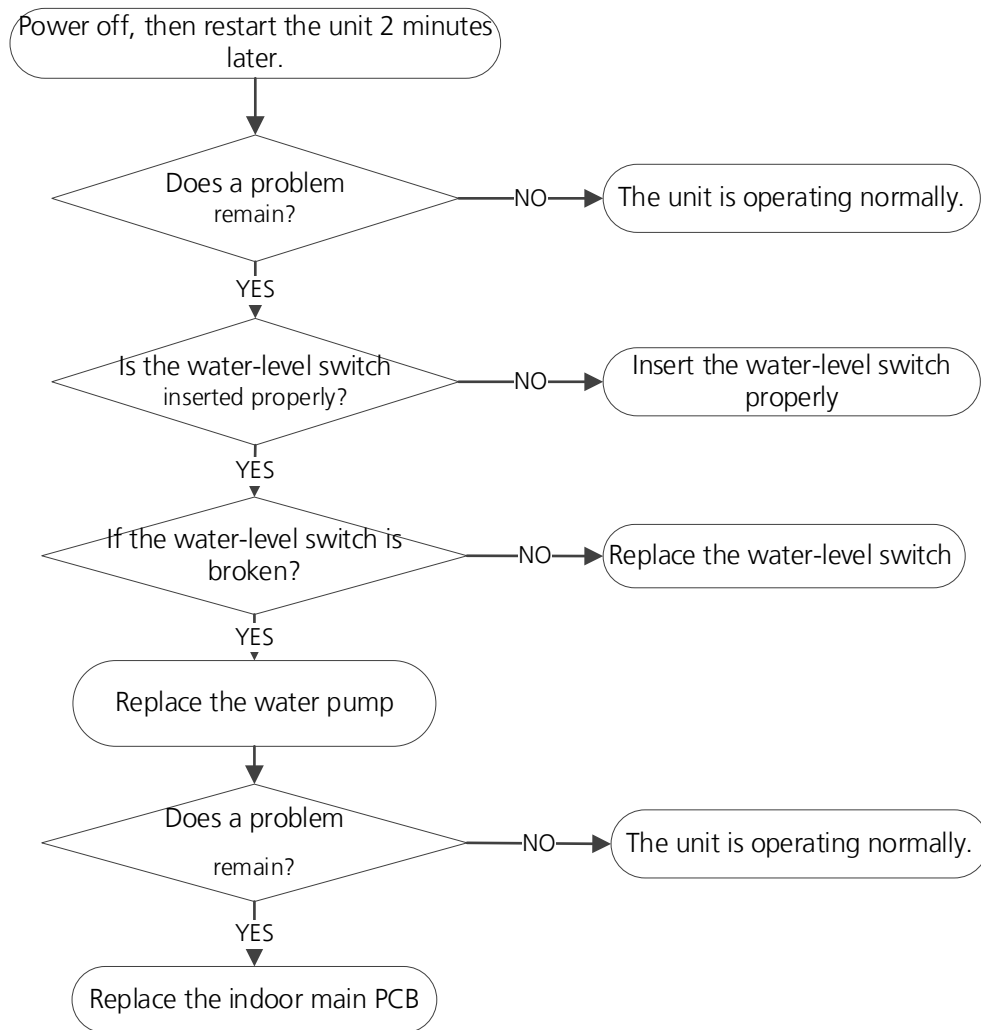 Power off, then restart the unit 2 minutes
later.
Does a problem
remain?
NO
The unit is operating normally.
YES
Is the water-level switch
inserted properly?
NO
Insert the water-level switch
properly
YES
If the water-level switch is
broken?
NO
Replace the water-level switch
YES
Replace the water pump
Does a problem
remain?
NO
The unit is operating normally.
YES
Replace the indoor main PCB